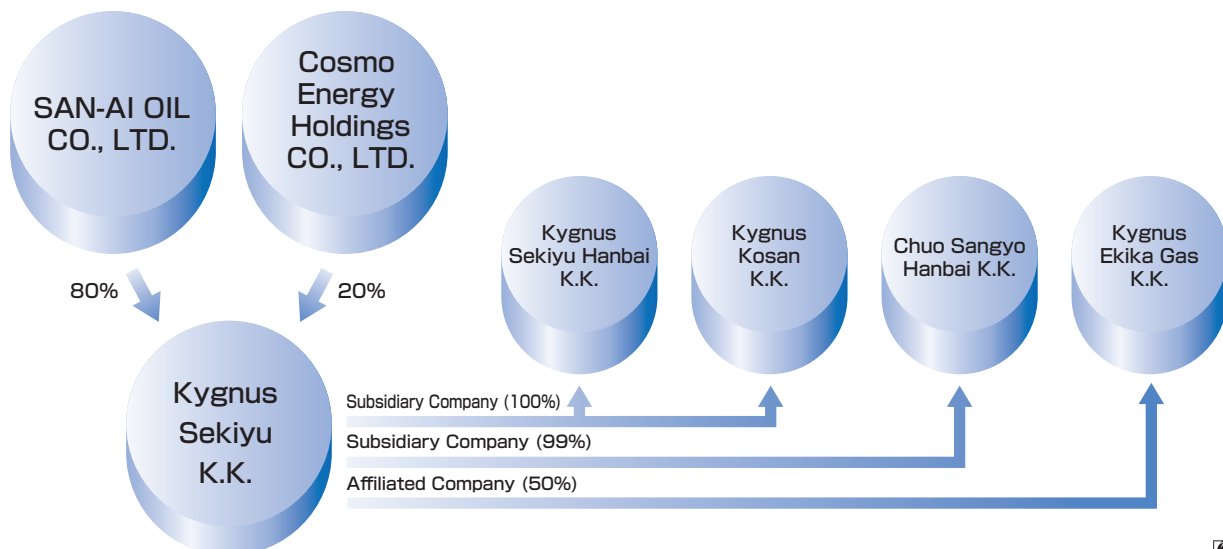 SAN-AI OIL
CO., LTD.
Cosmo
Energy
Holdings
CO., LTD.
80%
20%
Kygnus
Sekiyu
K.K.
Kygnus
Sekiyu Hanbai
K.K.
Kygnus
Kosan
K.K.
Chuo Sangyo
Hanbai K.K.
Kygnus
Ekika Gas
K.K.
Subsidiary Company (100%)
Subsidiary Company (99%)
Affiliated Company (50%)